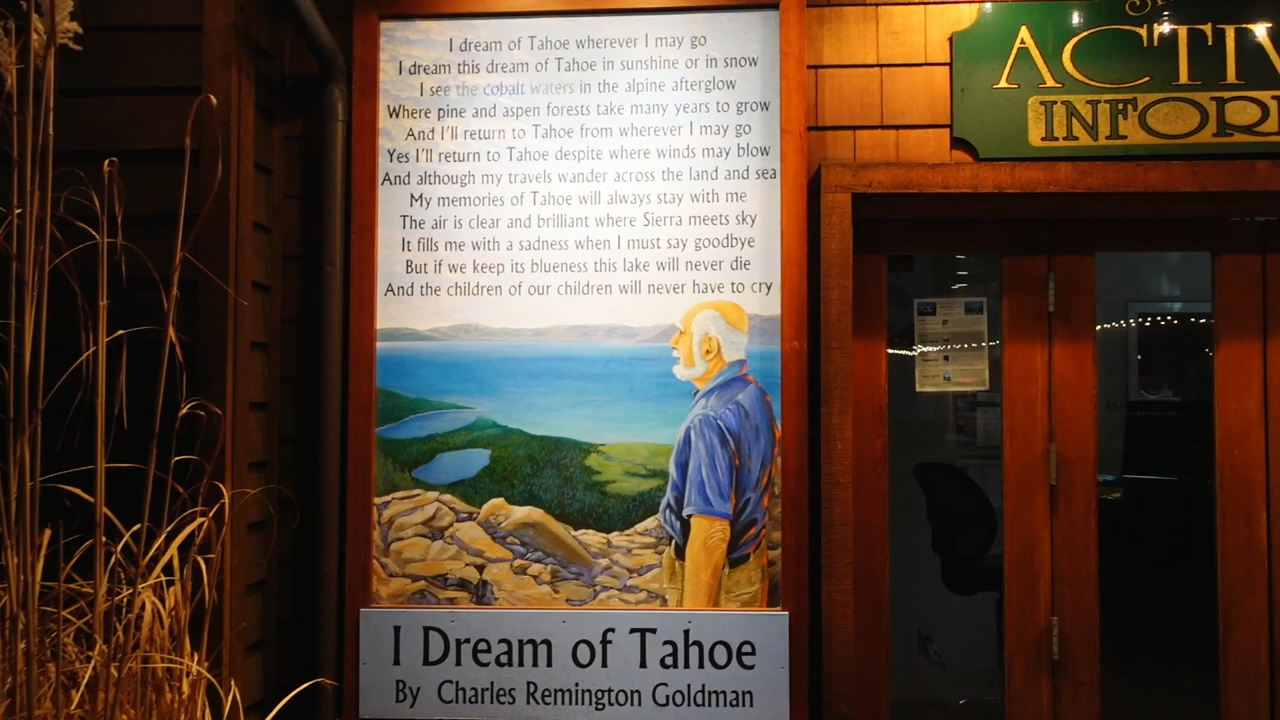 I dream of Tahoe wherever I may go
I dream this dream of Tahoe in sunshine or in snow
I see the cobalt waters in the alpine afterglow
Where pine and aspen forests take many years to grow
And I'll return to Tahoe from wherever I may go
Yes I'll return to Tahoe despite where winds may blow
And although my travels wander across the land and sea
My memories of Tahoe will always stay with me
The air is clear and brilliant where Sierra meets sky
It fills me with a sadness when I must say goodbye
But if we keep its blueness this lake will never die
And the children of our children will never have to cry
I Dream of Tahoe
By Charles Remington Goldman
ACTIV
INFOR